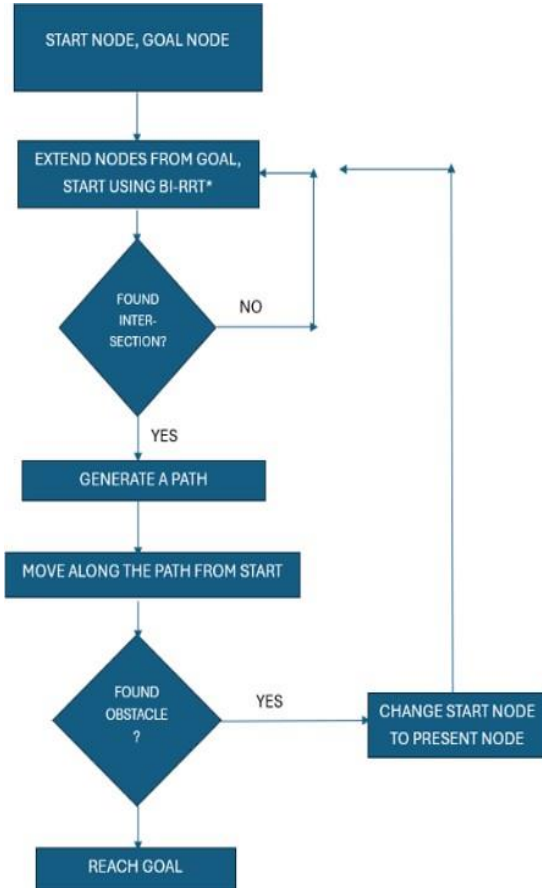 START NODE, GOAL NODE
EXTEND NODES FROM GOAL,
START USING BI-RRT*
FOUND
INTER-
SECTION?
NO
YES
GENERATE A PATH
MOVE ALONG THE PATH FROM START
FOUND
OBSTACLE
?
YES
CHANGE START NODE
TO PRESENT NODE
REACH GOAL